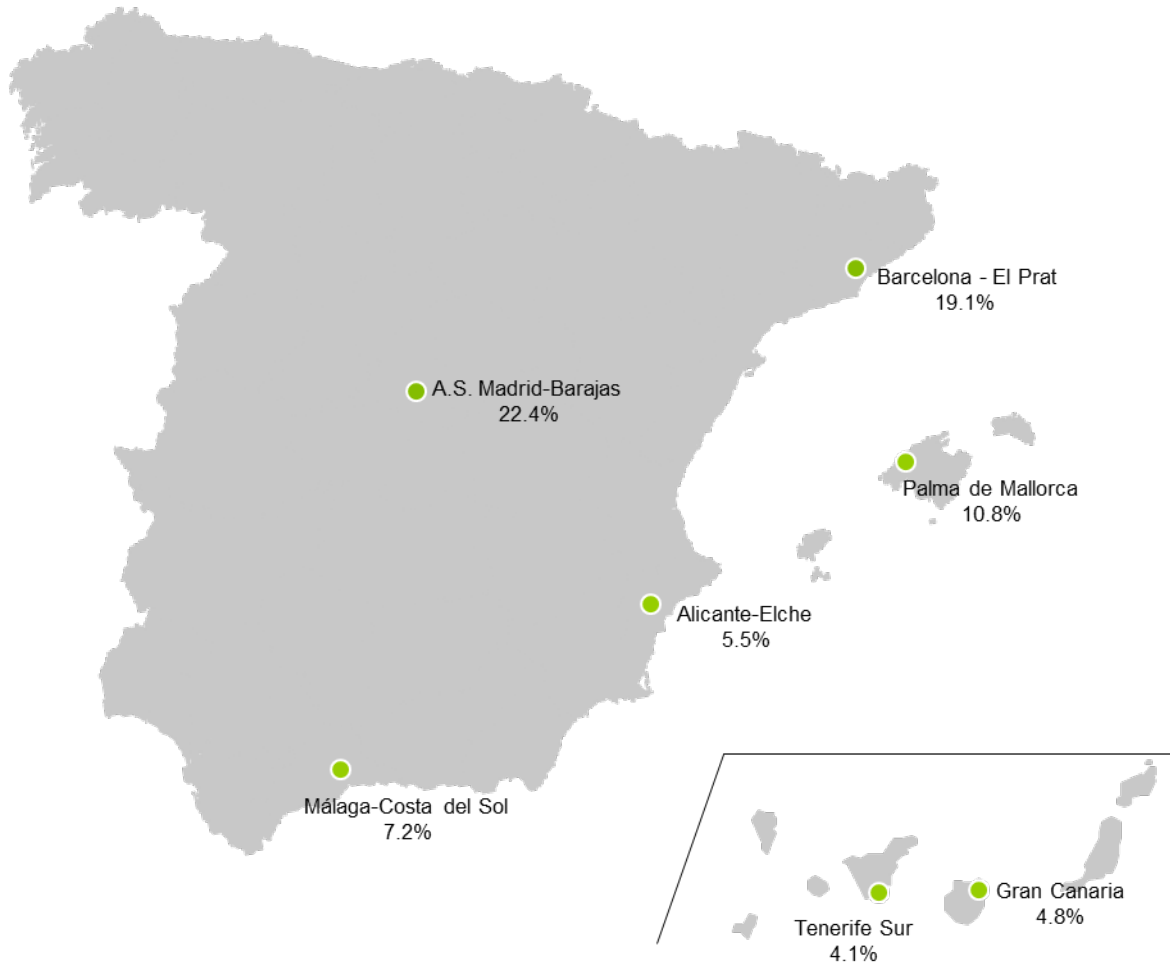 Barcelona - El Prat
19.1%
A.S. Madrid-Barajas
22.4%
Palma de Mallorca
10.8%
Alicante-Elche
5.5%
Málaga-Costa del Sol
7.2%
Gran Canaria
4.8%
Tenerife Sur
4.1%